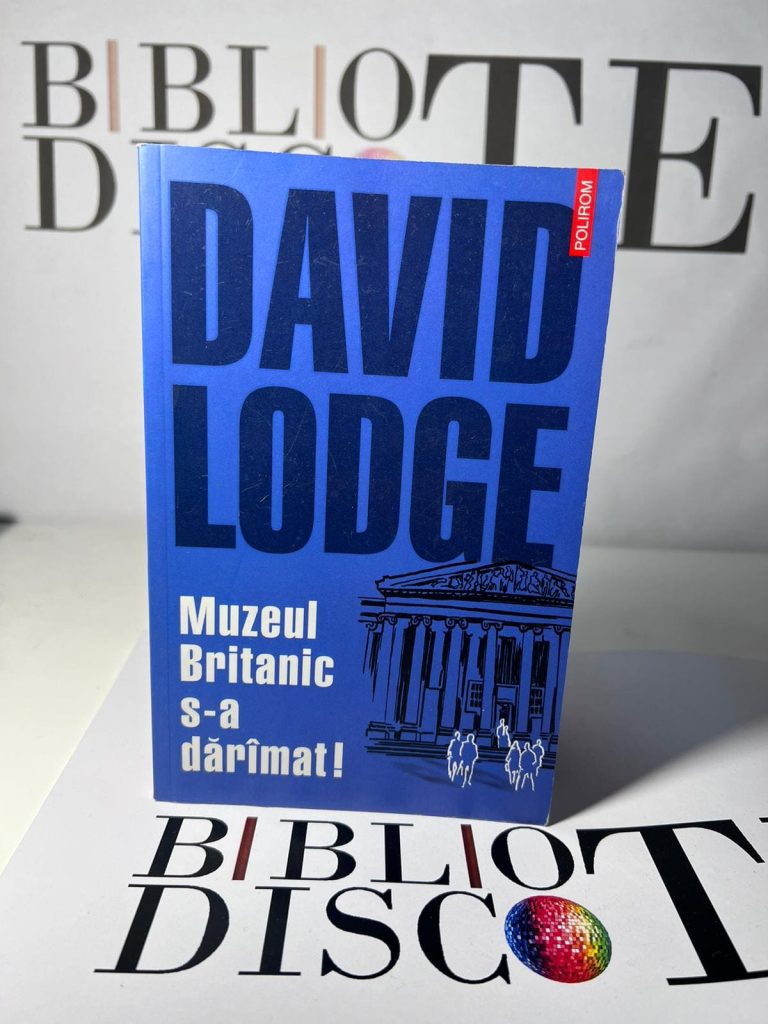 BIBLIOTE
DISC
POLIROM
DAVID
LODGE
Muzeul
Britanic
s-a
dărîmat!
BIBLIOT
DISCO